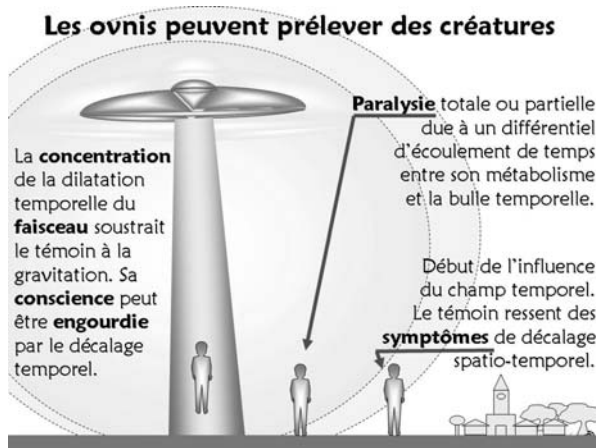 Les ovnis peuvent prélever des créatures
La concentration
de la dilatation
temporelle du
faisceau soustrait
le témoin à la
gravitation. Sa
conscience peut
être engourdie
par le décalage
temporel.
Paralysie totale ou partielle
due à un différentiel
d'écoulement de temps
entre son métabolisme
et la bulle temporelle.
Début de l'influence
du champ temporel.
Le témoin ressent des
symptômes de décalage
spatio-temporel.